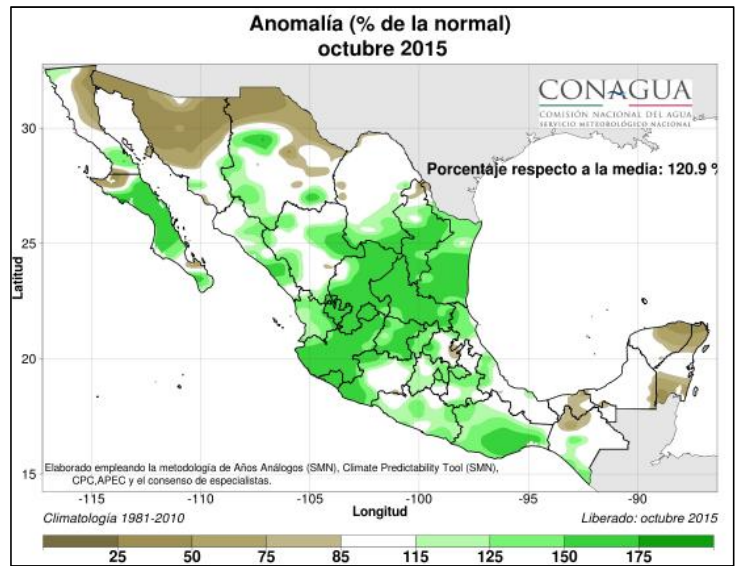 Anomalía (% de la normal)
octubre 2015
CONAGUA
COMISIÓN NACIONAL DEL AGUA
SERVICIO METEOROLÓGICO NACIONAL
Porcentaje respecto a la media: 120.9 %
30
25
20
15
Latitud
Elaborado empleando la metodología de Años Análogos (SMN), Climate Predictability Tool (SMN),
CPC,APEC y el consenso de especialistas.
-115 -110 -105 -100 -95 -90
Longitud
Climatología 1981-2010
Liberado: octubre 2015
25 50 75 85 115 125 150 175